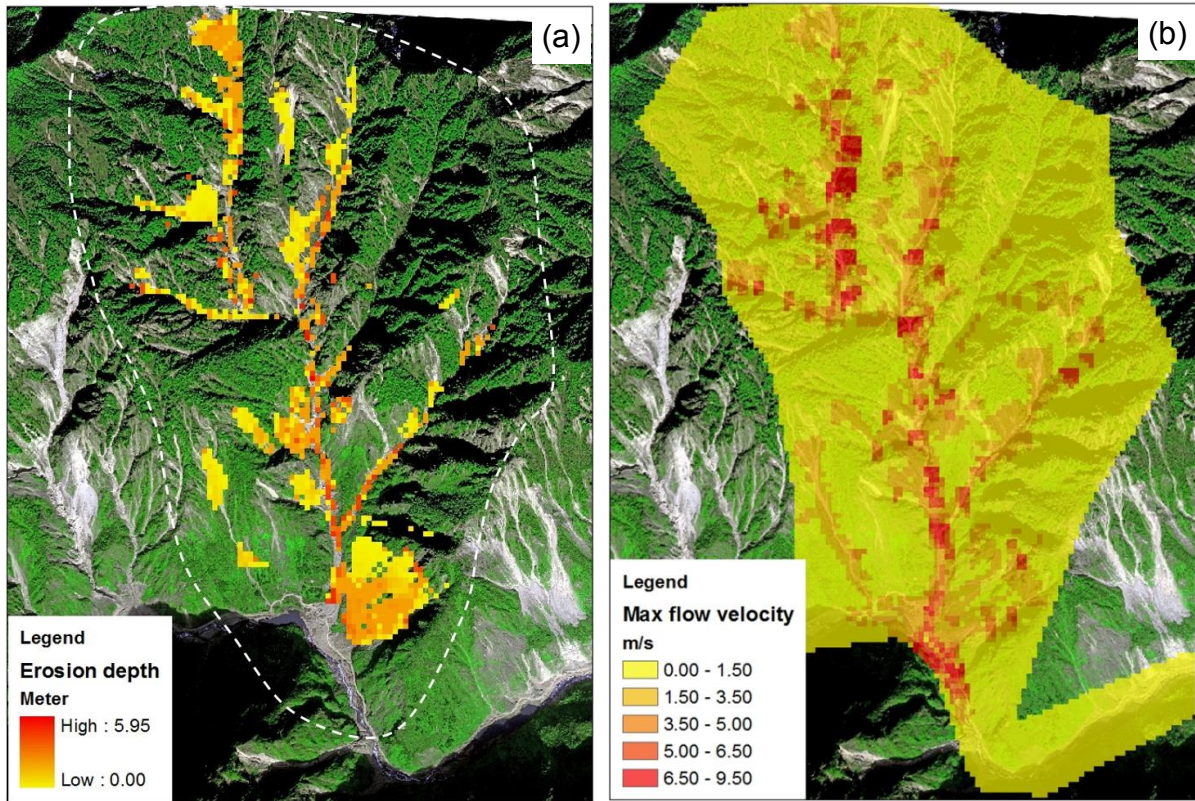 (a)
Legend
Erosion depth
Meter
High : 5.95
Low : 0.00
(b)
Legend
Max flow velocity
m/s
0.00 - 1.50
1.50 - 3.50
3.50 - 5.00
5.00 - 6.50
6.50 - 9.50